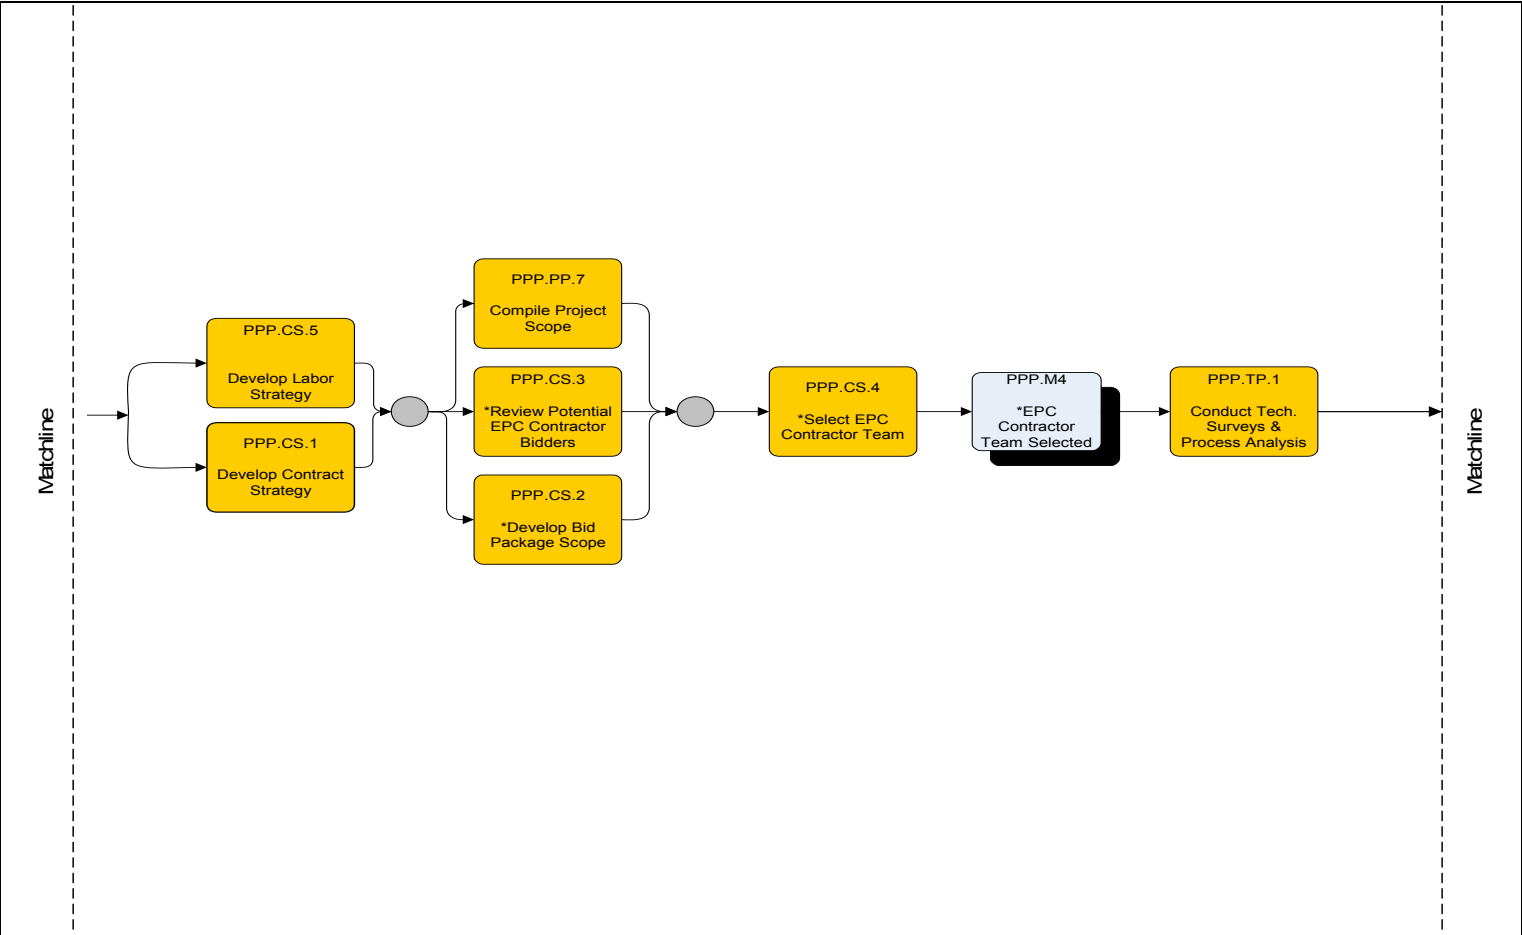 Matchline
PPP.CS.5
Develop Labor
Strategy
PPP.CS.1
Develop Contract
Strategy
PPP.PP.7
Compile Project
Scope
PPP.CS.3
*Review Potential
EPC Contractor
Bidders
PPP.CS.2
*Develop Bid
Package Scope
PPP.CS.4
*Select EPC
Contractor Team
PPP.M4
*EPC
Contractor
Team Selected
PPP.TP.1
Conduct Tech.
Surveys &
Process Analysis
Matchline